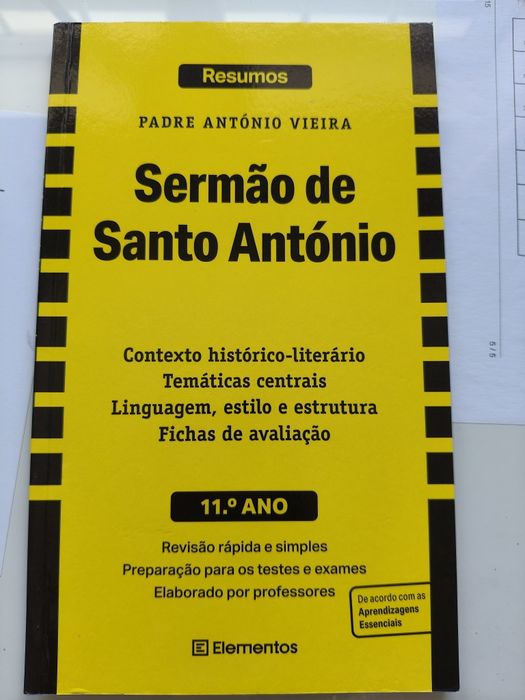 Resumos
PADRE ANTÓNIO VIEIRA
Sermão de
Santo António
Contexto histórico-literário
Temáticas centrais
Linguagem, estilo e estrutura
Fichas de avaliação
11.º ANO
Revisão rápida e simples
Preparação para os testes e exames
Elaborado por professores
De acordo com as
Aprendizagens
Essenciais
Elementos
5 / 5